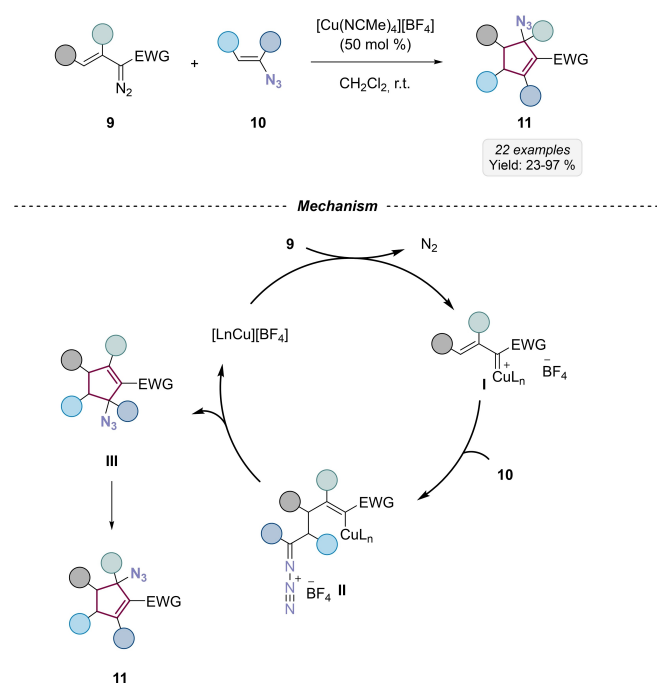 [Cu(NCMe)₄][BF₄]
(50 mol %)
CH₂Cl₂, r.t.
EWG
N₂
9
+
N₃
10
N₃
EWG
11
22 examples
Yield: 23-97 %
Mechanism
9
N₂
[LnCu][BF₄]
EWG
+
CuLₙ
–
BF₄
I
10
EWG
N₃
III
EWG
CuLₙ
N
N
+
N
–
BF₄
II
N₃
EWG
11